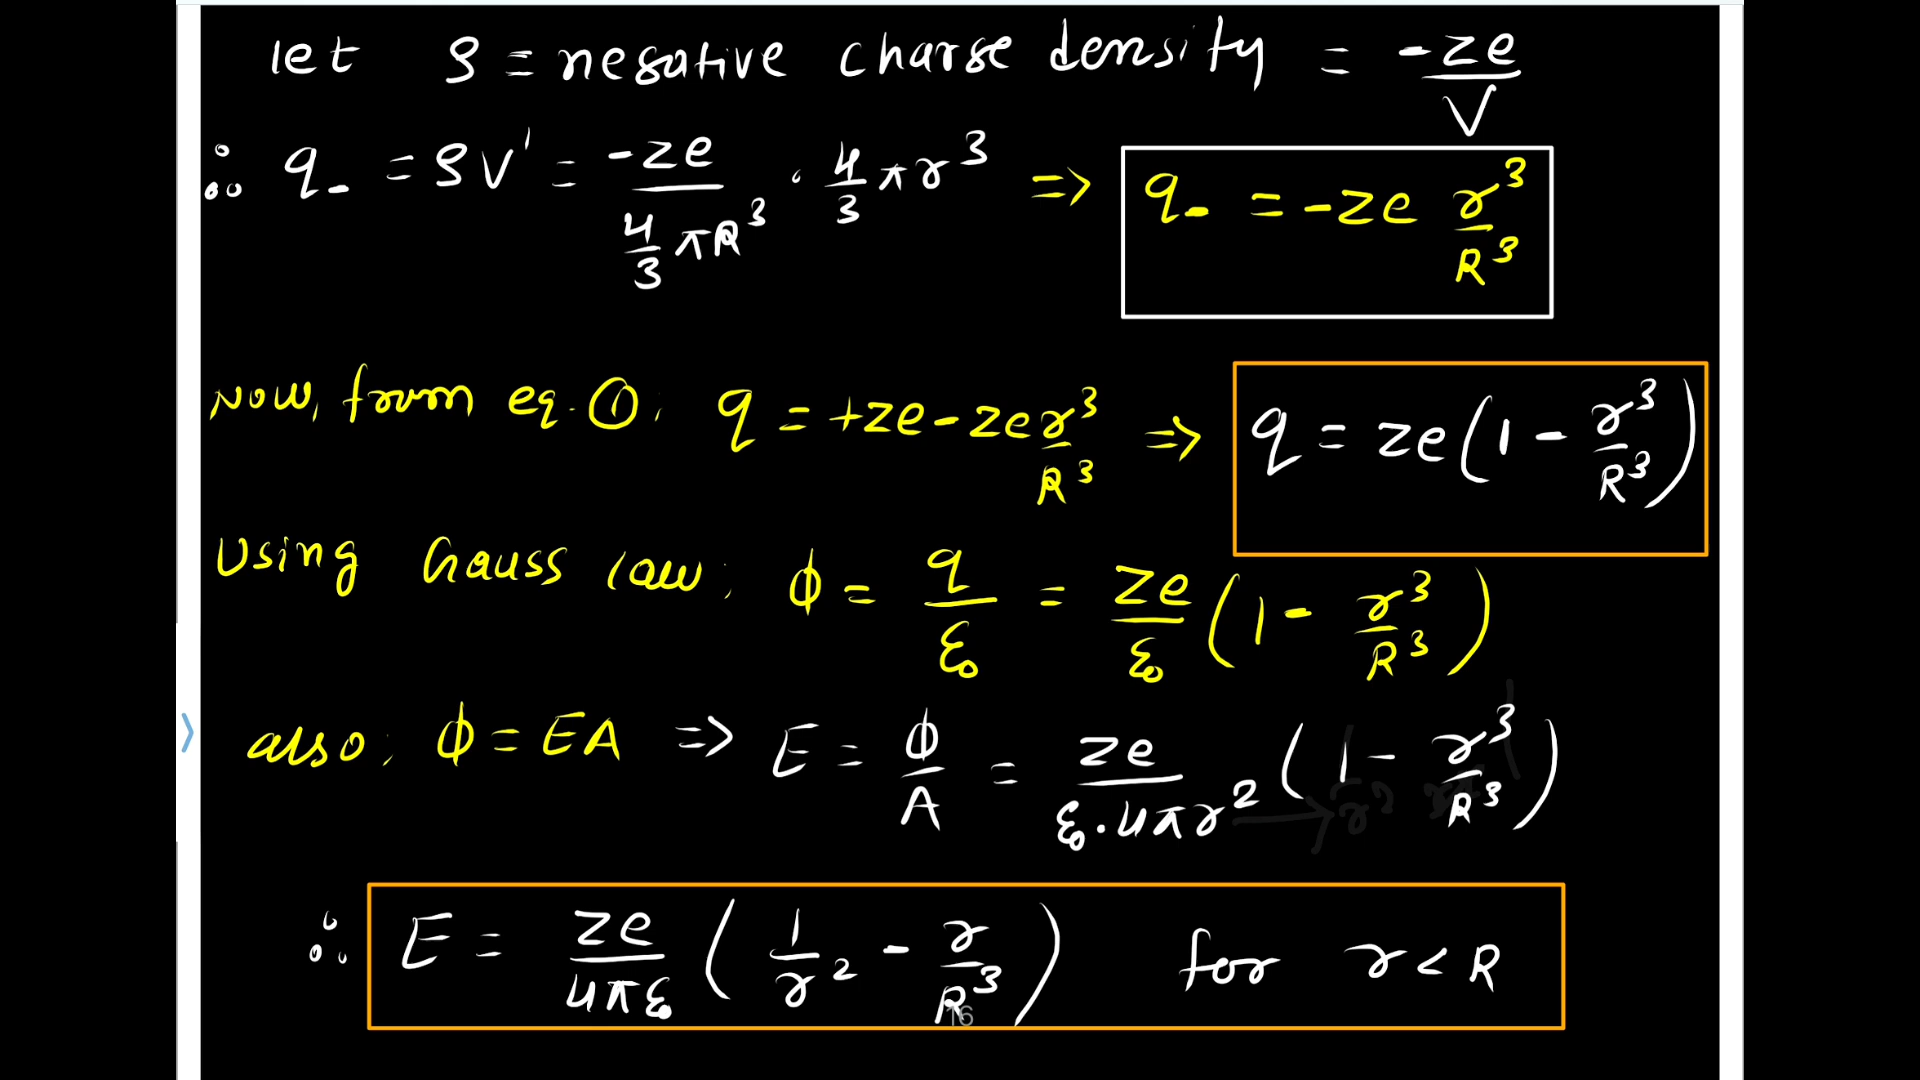 let ρ = negative charge density = -ze/V
∴ q₋ = ρV' = -ze/(4/3 πR³) · 4/3 πr³ => q₋ = -ze r³/R³
Now, from eq. ①, q = +ze - ze r³/R³ => q = ze(1 - r³/R³)
Using Gauss law, ϕ = q/ε₀ = ze/ε₀ (1 - r³/R³)
also, ϕ = EA => E = ϕ/A = ze/(ε₀·4πr²) (1 - r³/R³)
∴ E = ze/(4πε₀) (1/r² - r/R³) for r < R
16